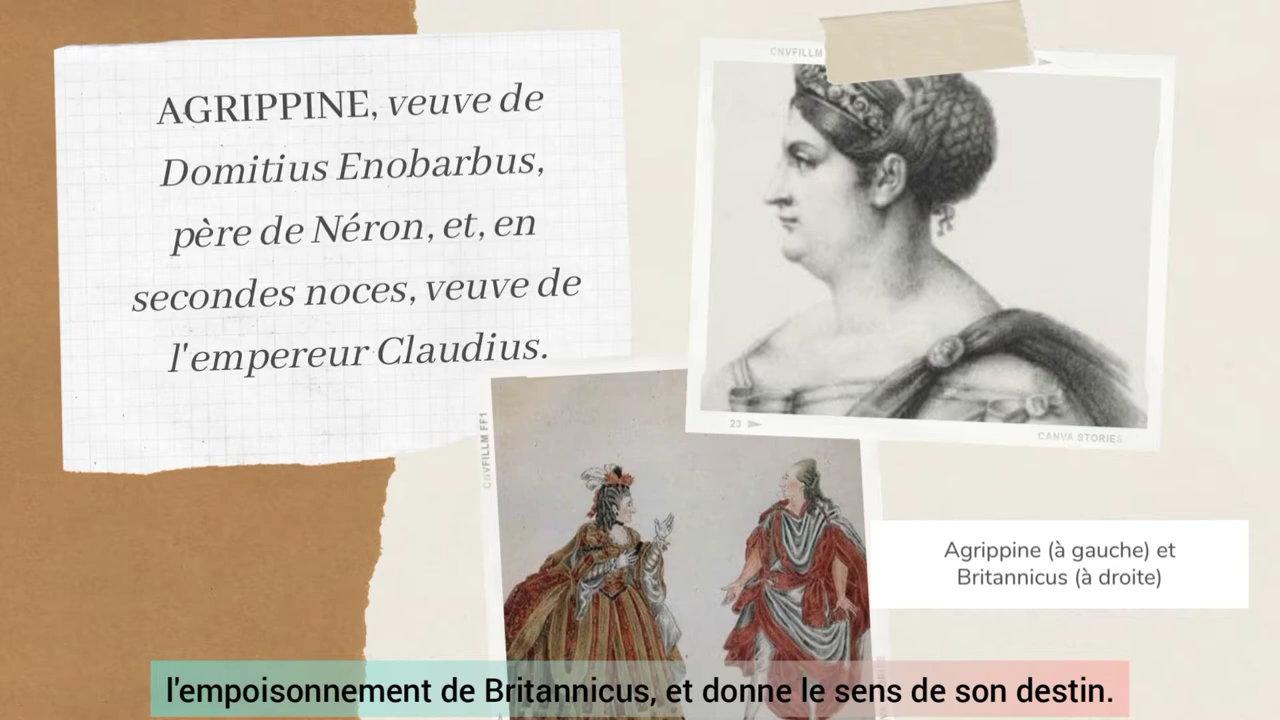 AGRIPPINE, veuve de
Domitius Enobarbus,
père de Néron, et, en
secondes noces, veuve de
l'empereur Claudius.
CNVFILLM
23
CANVA STORIES
CNVFILLM FF1
Agrippine (à gauche) et
Britannicus (à droite)
l'empoisonnement de Britannicus, et donne le sens de son destin.